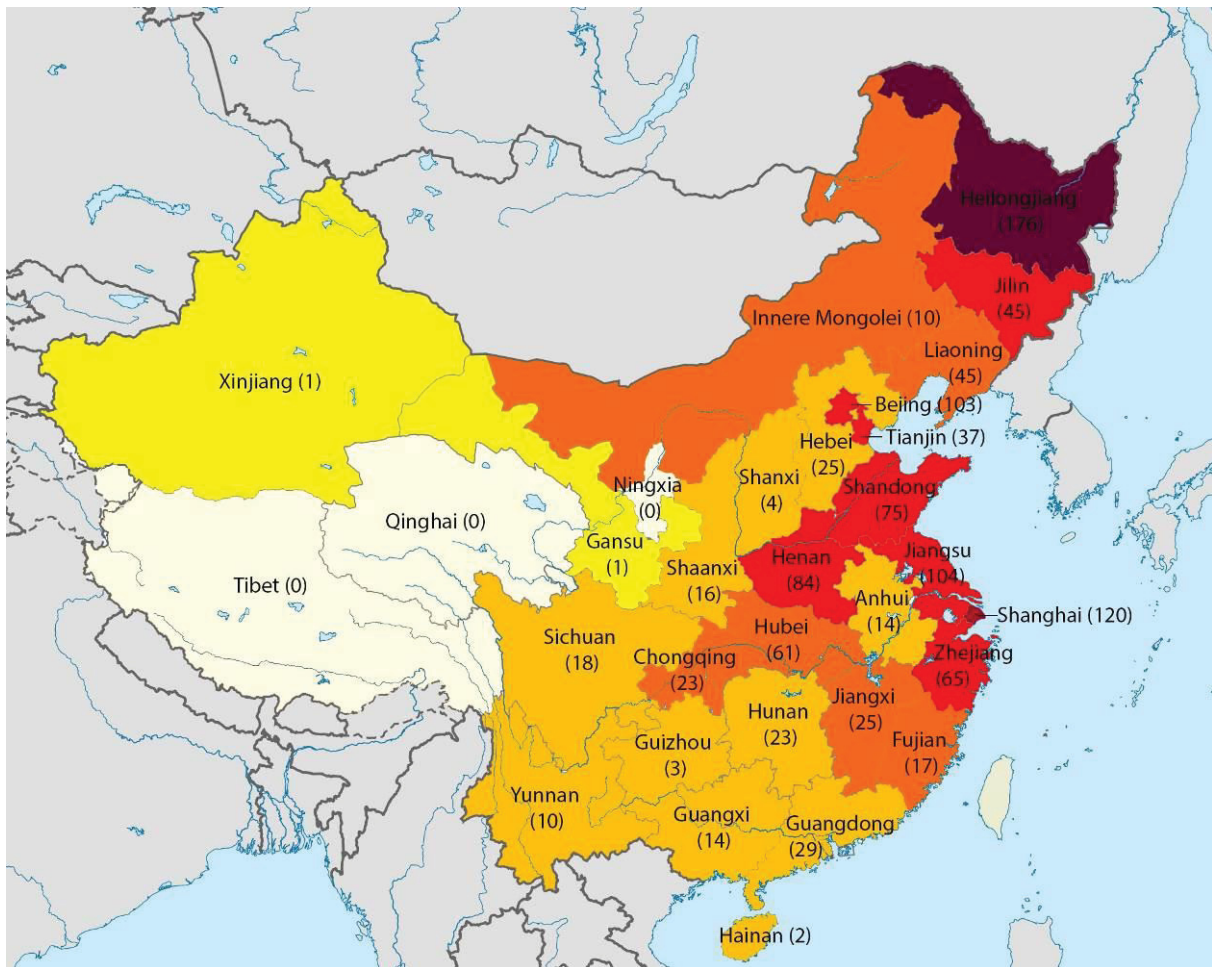 Heilongjiang
(176)
Jilin
(45)
Innere Mongolei (10)
Liaoning
(45)
Xinjiang (1)
Beiing (103)
Hebei
(25)
Tianjin (37)
Shanxi
(4)
Ningxia
(0)
Shandong
(75)
Qinghai (0)
Gansu
(1)
Tibet (0)
Shaanxi
(16)
Henan
(84)
Jiangsu
(104)
Anhui
(14)
Shanghai (120)
Sichuan
(18)
Hubei
(61)
Chongqing
(23)
Zhejiang
(65)
Jiangxi
(25)
Hunan
(23)
Guizhou
(3)
Fujian
(17)
Yunnan
(10)
Guangxi
(14)
Guangdong
(29)
Hainan (2)